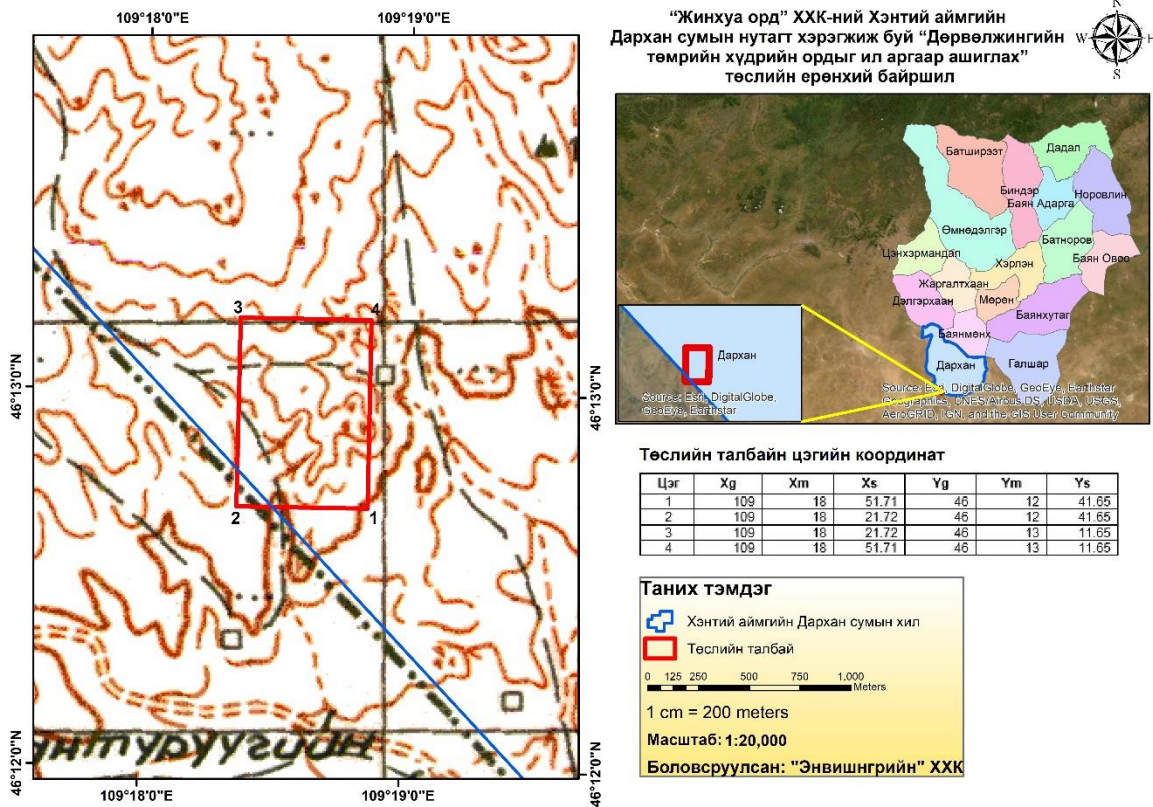 109°18'0"E
109°19'0"E
46°13'0"N
46°12'0"N
3
4
2
1
46°13'0"N
46°12'0"N
109°18'0"E
109°19'0"E
"Жинхуа орд" ХХК-ний Хэнтий аймгийн
Дархан сумын нутагт хэрэгжиж буй "Дөрвөлжингийн
төмрийн хүдрийн ордыг ил аргаар ашиглах"
төслийн ерөнхий байршил
N
W
E
S
Батширээт
Дадал
Биндэр
Норовлин
Баян Адарга
Өмнөдэлгэр
Батноров
Цэнхэрмандал
Хэрлэн
Баян Овоо
Жаргалтхаан
Дэлгэрхаан
Мөрөн
Баянхутаг
Баянмөнх
Дархан
Галшар
Source: Esri, DigitalGlobe, GeoEye, Earthstar
Geographics, CNES/Airbus DS, USDA, USGS,
AeroGRID, IGN, and the GIS User Community
Дархан
Source: Esri, DigitalGlobe,
GeoEye, Earthstar
Төслийн талбайн цэгийн координат
Цэг Xg Xm Xs Yg Ym Ys
1 109 18 51.71 46 12 41.65
2 109 18 21.72 46 12 41.65
3 109 18 21.72 46 13 11.65
4 109 18 51.71 46 13 11.65
Таних тэмдэг
Хэнтий аймгийн Дархан сумын хил
Төслийн талбай
0 125 250 500 750 1,000
Meters
1 cm = 200 meters
Масштаб: 1:20,000
Боловсруулсан: "Энвишнгрийн" ХХК